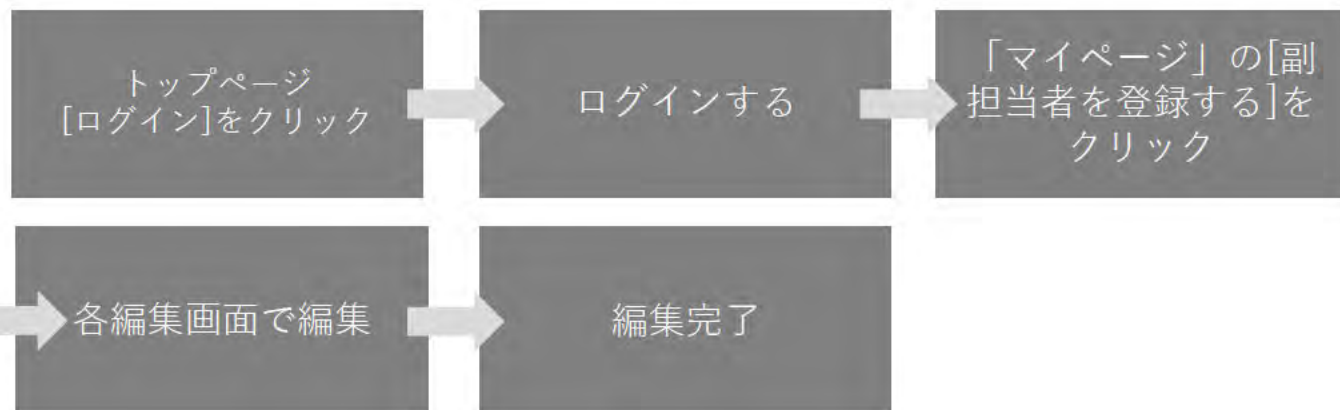 トップページ
[ログイン]をクリック
ログインする
「マイページ」の[副
担当者を登録する]を
クリック
各編集画面で編集
編集完了